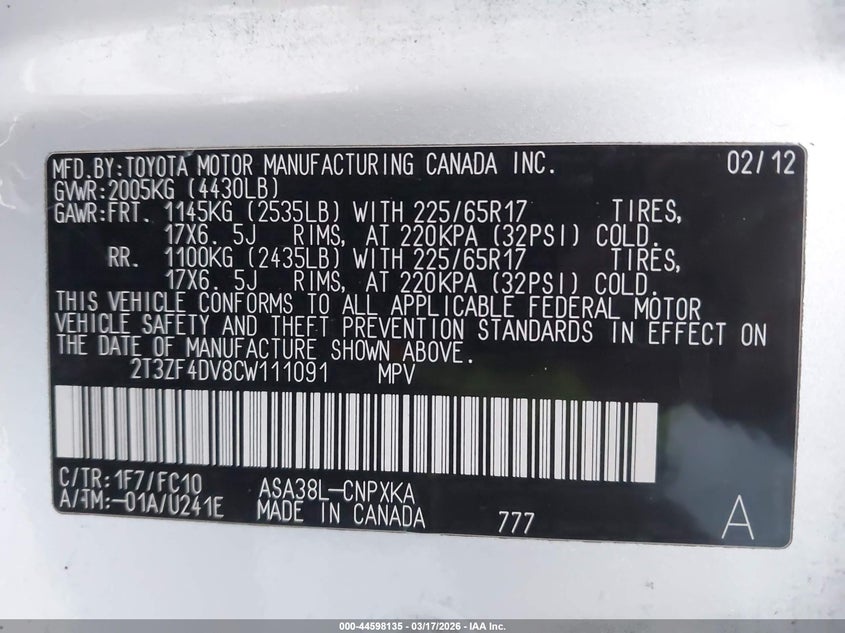 MFD.BY:TOYOTA MOTOR MANUFACTURING CANADA INC. 02/12
GVWR:2005KG (4430LB)
GAWR:FRT. 1145KG (2535LB) WITH 225/65R17 TIRES,
17X6. 5J RIMS, AT 220KPA (32PSI) COLD.
RR. 1100KG (2435LB) WITH 225/65R17 TIRES,
17X6. 5J RIMS, AT 220KPA (32PSI) COLD.
THIS VEHICLE CONFORMS TO ALL APPLICABLE FEDERAL MOTOR
VEHICLE SAFETY AND THEFT PREVENTION STANDARDS IN EFFECT ON
THE DATE OF MANUFACTURE SHOWN ABOVE.
2T3ZF4DV8CW111091 MPV
C/TR:1F7/FC10 ASA38L-CNPXKA
A/TM:-01A/U241E MADE IN CANADA 777 A
000-44598135 - 03/17/2026 - IAA Inc.